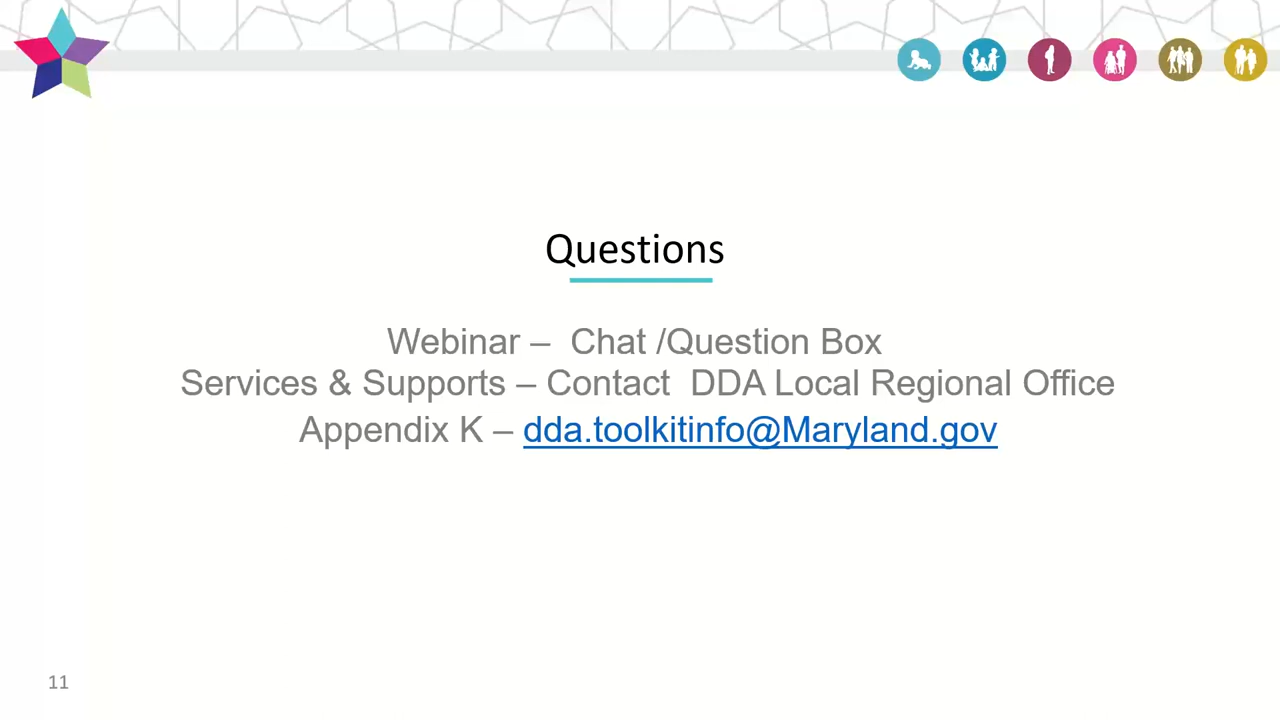 Questions
Webinar – Chat /Question Box
Services & Supports – Contact DDA Local Regional Office
Appendix K – dda.toolkitinfo@Maryland.gov
11